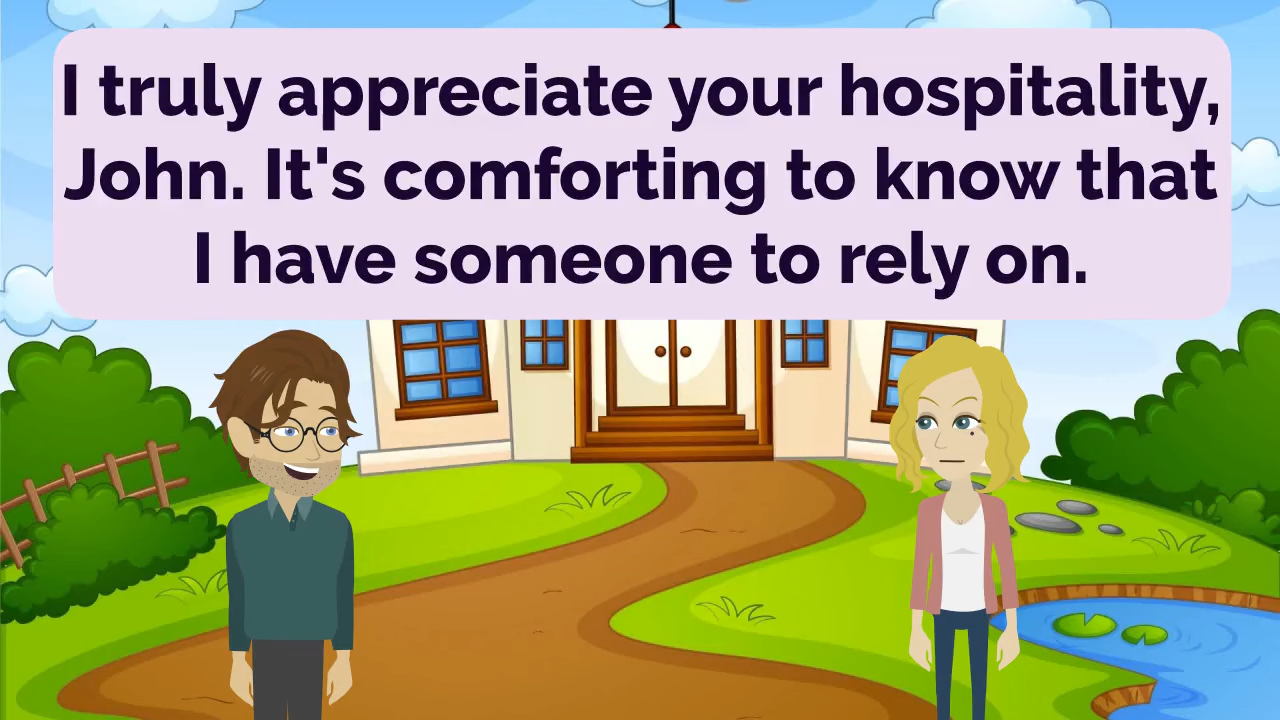 I truly appreciate your hospitality,
John. It's comforting to know that
I have someone to rely on.